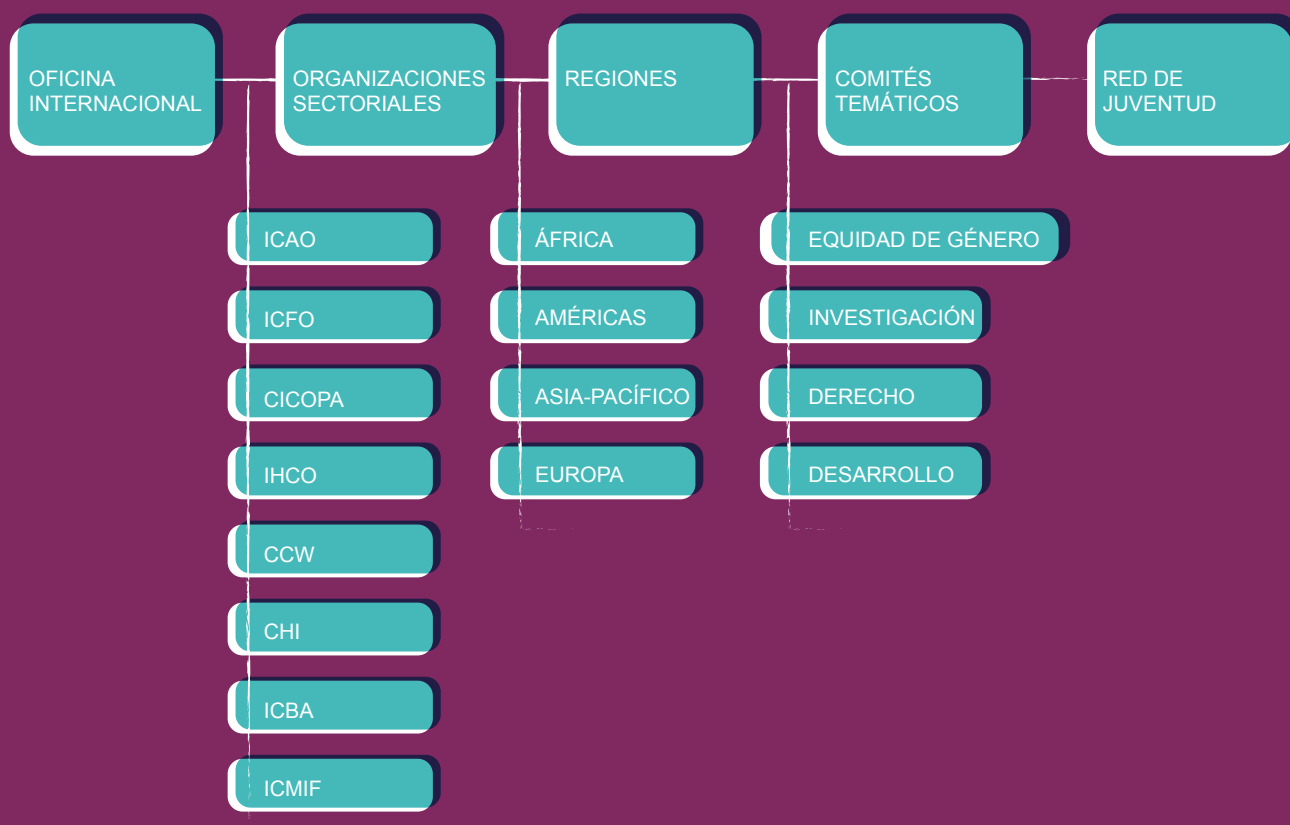 OFICINA
INTERNACIONAL
ORGANIZACIONES
SECTORIALES
REGIONES
COMITÉS
TEMÁTICOS
RED DE
JUVENTUD
ICAO
ICFO
CICOPA
IHCO
CCW
CHI
ICBA
ICMIF
ÁFRICA
AMÉRICAS
ASIA-PACÍFICO
EUROPA
EQUIDAD DE GÉNERO
INVESTIGACIÓN
DERECHO
DESARROLLO